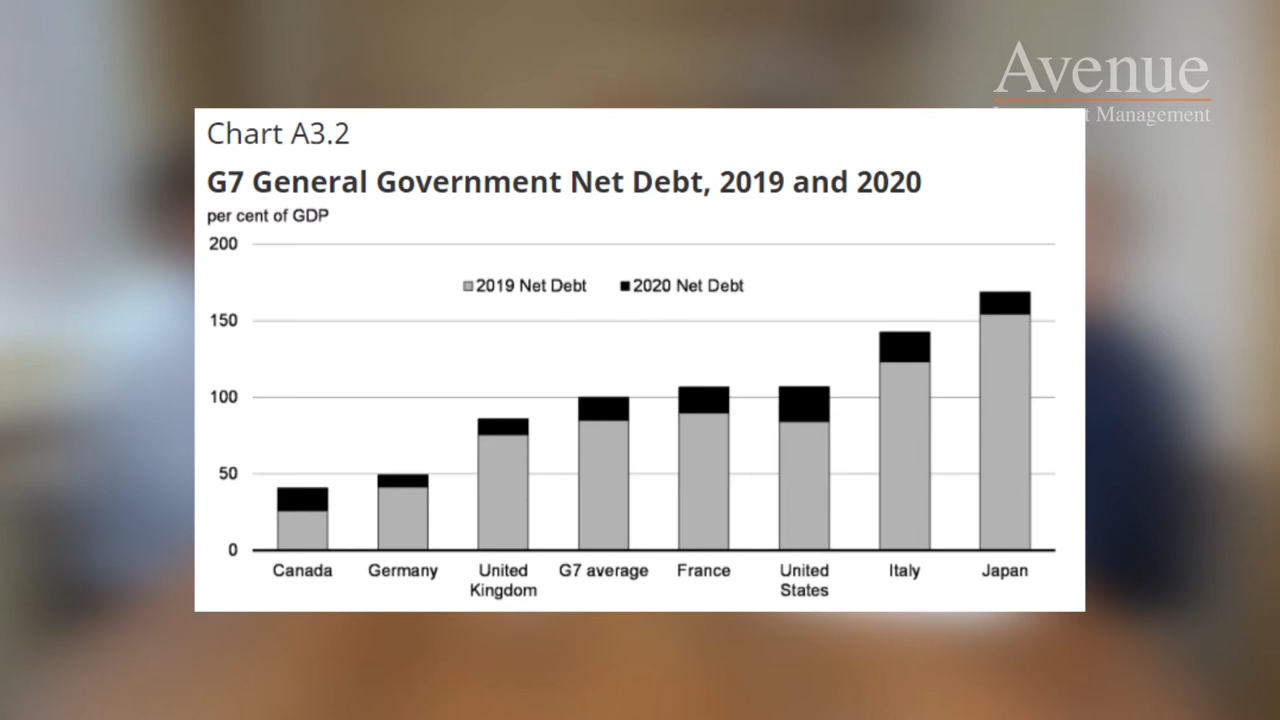 Avenue
t Management
Chart A3.2
G7 General Government Net Debt, 2019 and 2020
per cent of GDP
200
2019 Net Debt 2020 Net Debt
150
100
50
0
Canada Germany United Kingdom G7 average France United States Italy Japan